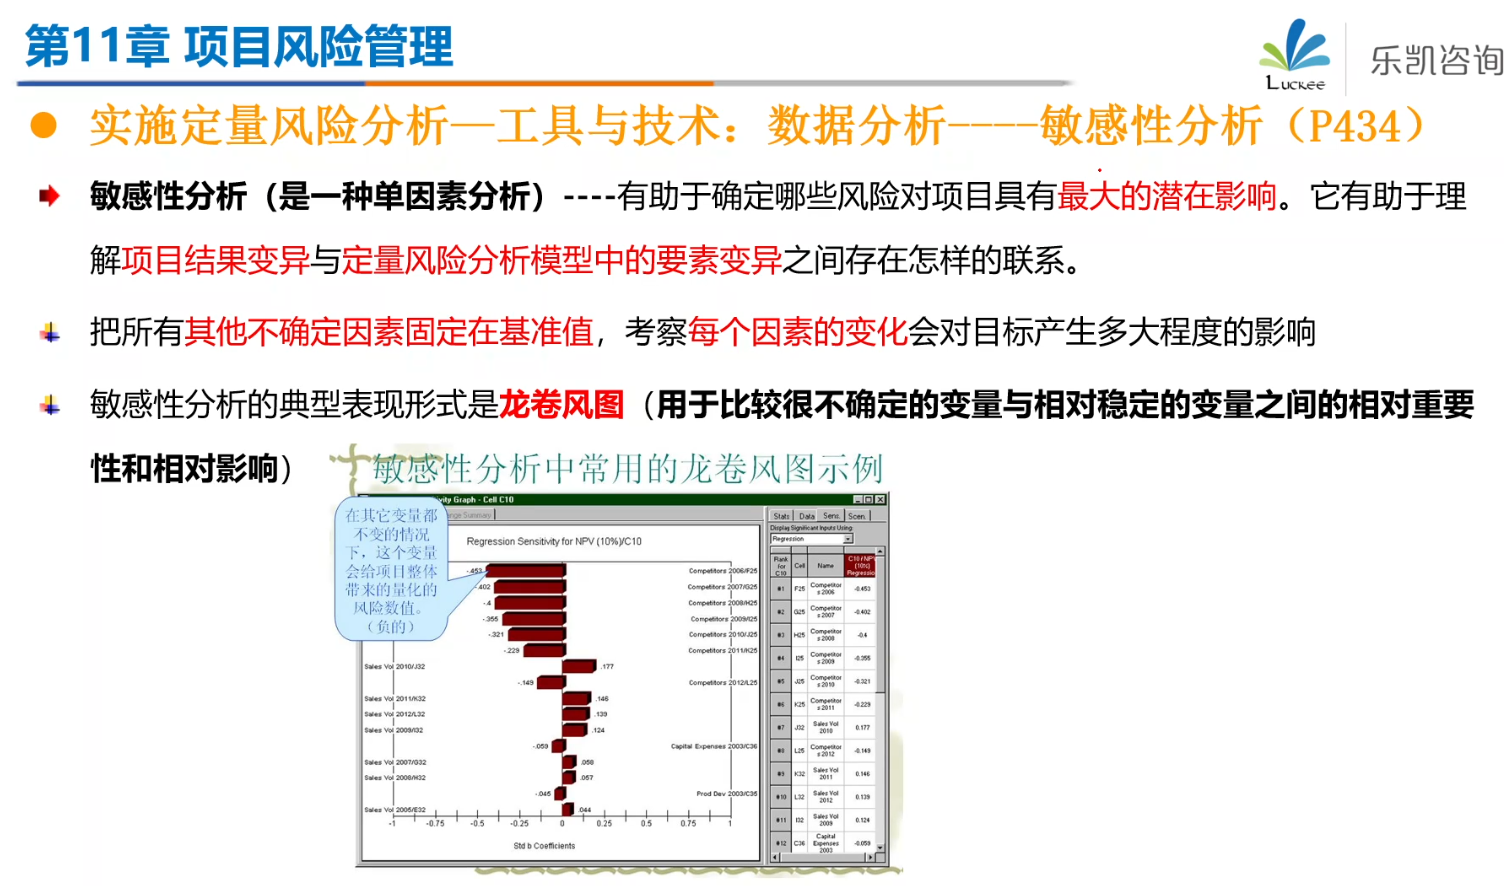 第11章 项目风险管理
Luckee
乐凯咨询
实施定量风险分析—工具与技术：数据分析----敏感性分析（P434）
敏感性分析（是一种单因素分析）----有助于确定哪些风险对项目具有最大的潜在影响。它有助于理
解项目结果变异与定量风险分析模型中的要素变异之间存在怎样的联系。
把所有其他不确定因素固定在基准值，考察每个因素的变化会对目标产生多大程度的影响
敏感性分析的典型表现形式是龙卷风图（用于比较很不确定的变量与相对稳定的变量之间的相对重要
性和相对影响）
敏感性分析中常用的龙卷风图示例
ivity Graph - Cell C10
nge Summary
在其它变量都
不变的情况
下，这个变量
会给项目整体
带来的量化的
风险数值。
（负的）
Regression Sensitivity for NPV (10%)/C10
-.453 Competitors 2006/F25
-.402 Competitors 2007/G25
-.4 Competitors 2008/H25
-.355 Competitors 2009/I25
-.321 Competitors 2010/J25
-.229 Competitors 2011/K25
Sales Vol 2010/J32 .177
-.149 Competitors 2012/L25
Sales Vol 2011/K32 .146
Sales Vol 2012/L32 .139
Sales Vol 2009/I32 .124
-.059 Capital Expenses 2003/C36
Sales Vol 2007/G32 .058
Sales Vol 2008/H32 .057
-.045 Prod Dev 2003/C35
Sales Vol 2005/E32 .044
-1 -0.75 -0.5 -0.25 0 0.25 0.5 0.75 1
Std b Coefficients
Stats Data Sens. Scen.
Display Significant Inputs Using:
Regression
Rank for C10 Cell Name C10 / NPV (10%) Regressio
#1 F25 Competitors 2006 -0.453
#2 G25 Competitors 2007 -0.402
#3 H25 Competitors 2008 -0.4
#4 I25 Competitors 2009 -0.355
#5 J25 Competitors 2010 -0.321
#6 K25 Competitors 2011 -0.229
#7 J32 Sales Vol 2010 0.177
#8 L25 Competitors 2012 -0.149
#9 K32 Sales Vol 2011 0.146
#10 L32 Sales Vol 2012 0.139
#11 I32 Sales Vol 2009 0.124
#12 C36 Capital Expenses 2003 -0.059